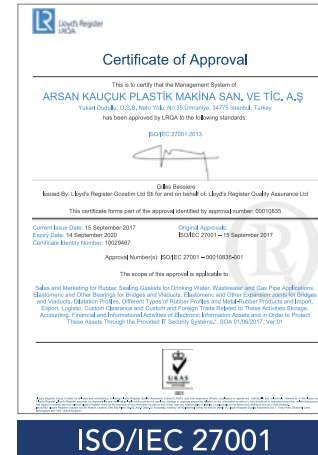 Lloyd's Register
LRQA
Certificate of Approval
This is to certify that the Management System of:
ARSAN KAUÇUK PLASTİK MAKİNA SAN. VE TİC. A.Ş
Yukarı Dudullu, O.S.B. Nato Yolu, No:35 Ümraniye, 34775 İstanbul, Turkey
has been approved by LRQA to the following standards:
ISO/IEC 27001:2013
Gilles Bessiere
Issued By: Lloyd's Register Gozetim Ltd Sti for and on behalf of: Lloyd's Register Quality Assurance Ltd
This certificate forms part of the approval identified by approval number: 00010835
Current Issue Date: 15 September 2017
Expiry Date: 14 September 2020
Certificate Identity Number: 10029467
Original Approvals:
ISO/IEC 27001 – 15 September 2017
Approval Number(s): ISO/IEC 27001 – 00010835-001
The scope of this approval is applicable to:
Sales and Marketing for Rubber Sealing Gaskets for Drinking Water, Wastewater and Gas Pipe Applications,
Elastomeric and Other Bearings for Bridges and Viaducts, Elastomeric and Other Expansion Joints for Bridges
and Viaducts, Dilatation Profiles, Different Types of Rubber Profiles and Metal-Rubber Products and Import,
Export, Logistic, Custom Clearance and Custom and Foreign Trade Related to These Activities Storage,
Accounting, Financial and Informational Activities of Electronic Information Assets and in Order to Protect
These Assets Through the Provided IT Security Systems.", SOA 01/06/2017, Ver:01
UKAS
ISO/IEC 27001